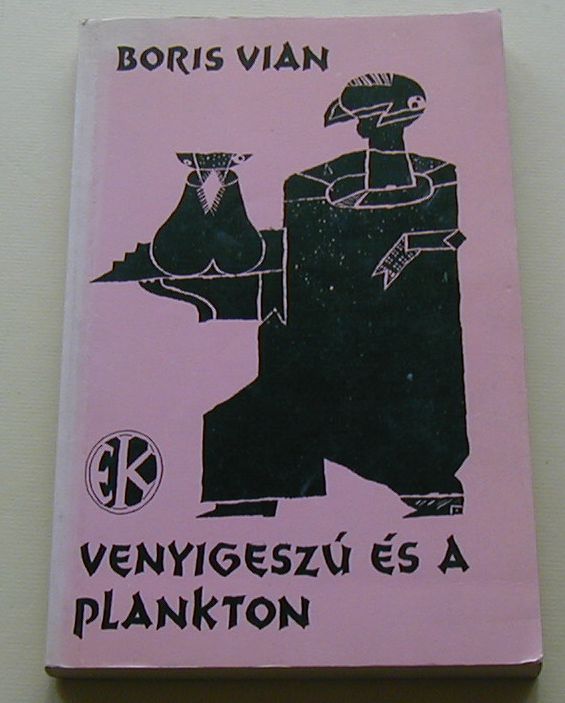 BORIS VIAN
EK
VENYIGESZÚ ÉS A
PLANKTON